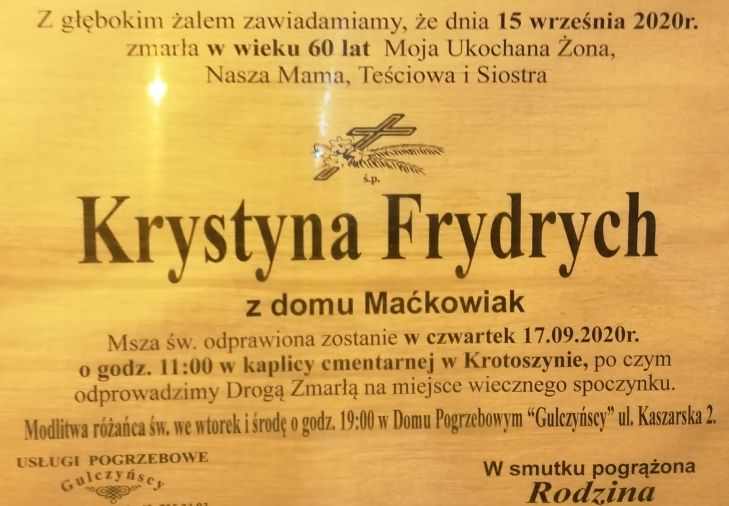 Z głębokim żalem zawiadamiamy, że dnia 15 września 2020r.
zmarła w wieku 60 lat Moja Ukochana Żona,
Nasza Mama, Teściowa i Siostra
ś.p.
Krystyna Frydrych
z domu Maćkowiak
Msza św. odprawiona zostanie w czwartek 17.09.2020r.
o godz. 11:00 w kaplicy cmentarnej w Krotoszynie, po czym
odprowadzimy Drogą Zmarłą na miejsce wiecznego spoczynku.
Modlitwa różańca św. we wtorek i środę o godz. 19:00 w Domu Pogrzebowym “Gulczyńscy” ul. Kaszarska 2.
USŁUGI POGRZEBOWE
Gulczyńscy
W smutku pogrążona
Rodzina